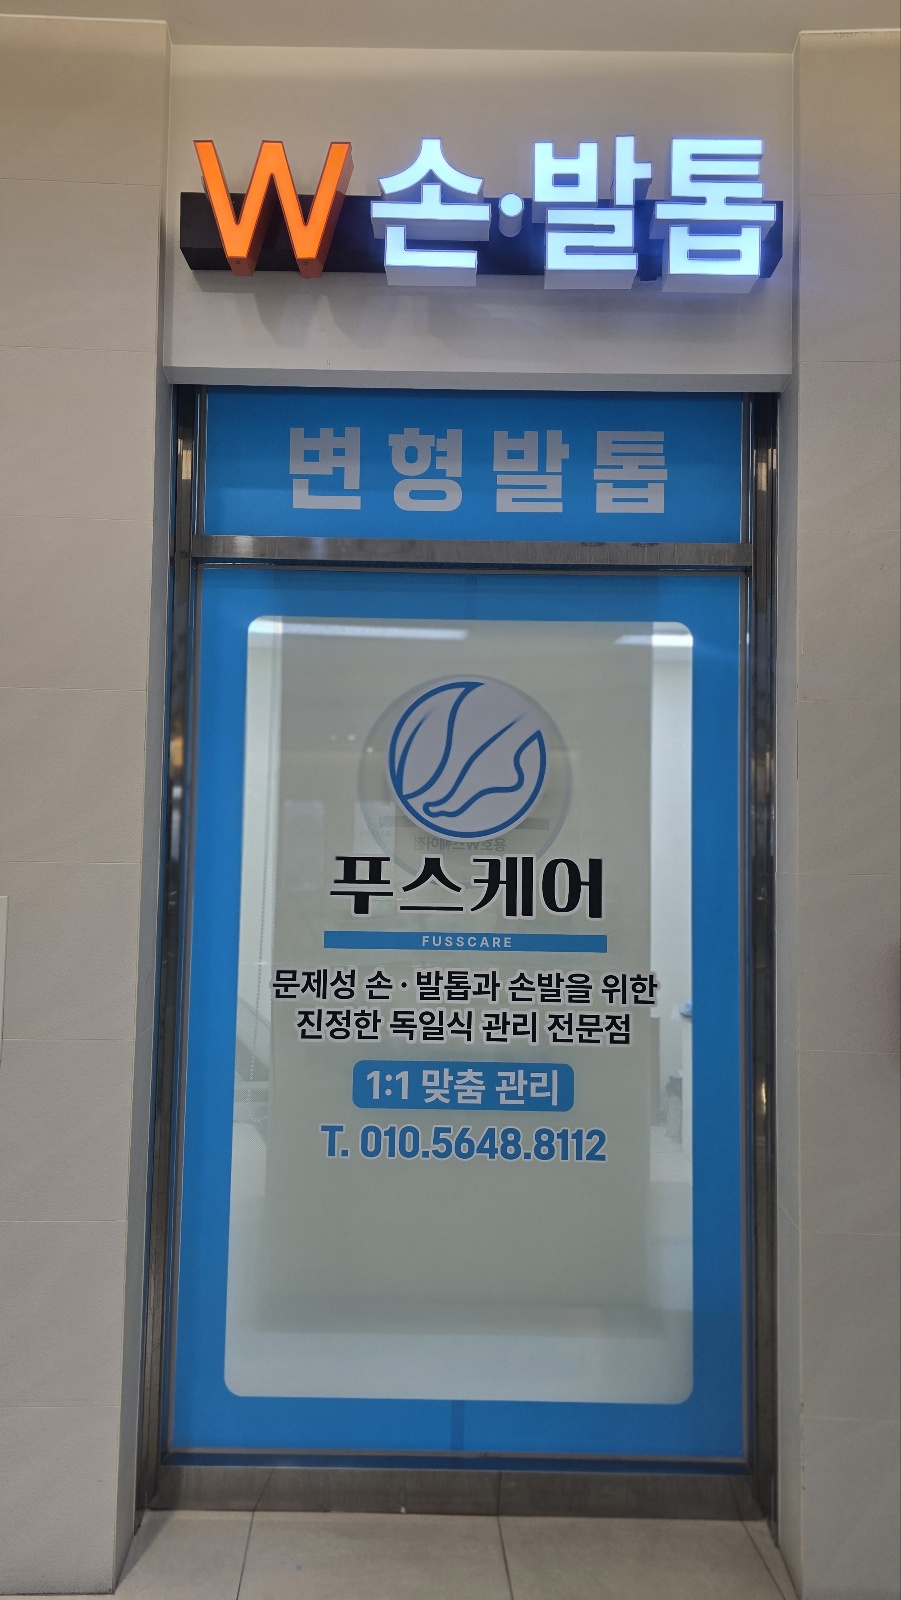 W 손·발톱
변형발톱
푸스케어
FUSSCARE
문제성 손·발톱과 손발을 위한
진정한 독일식 관리 전문점
1:1 맞춤 관리
T. 010.5648.8112